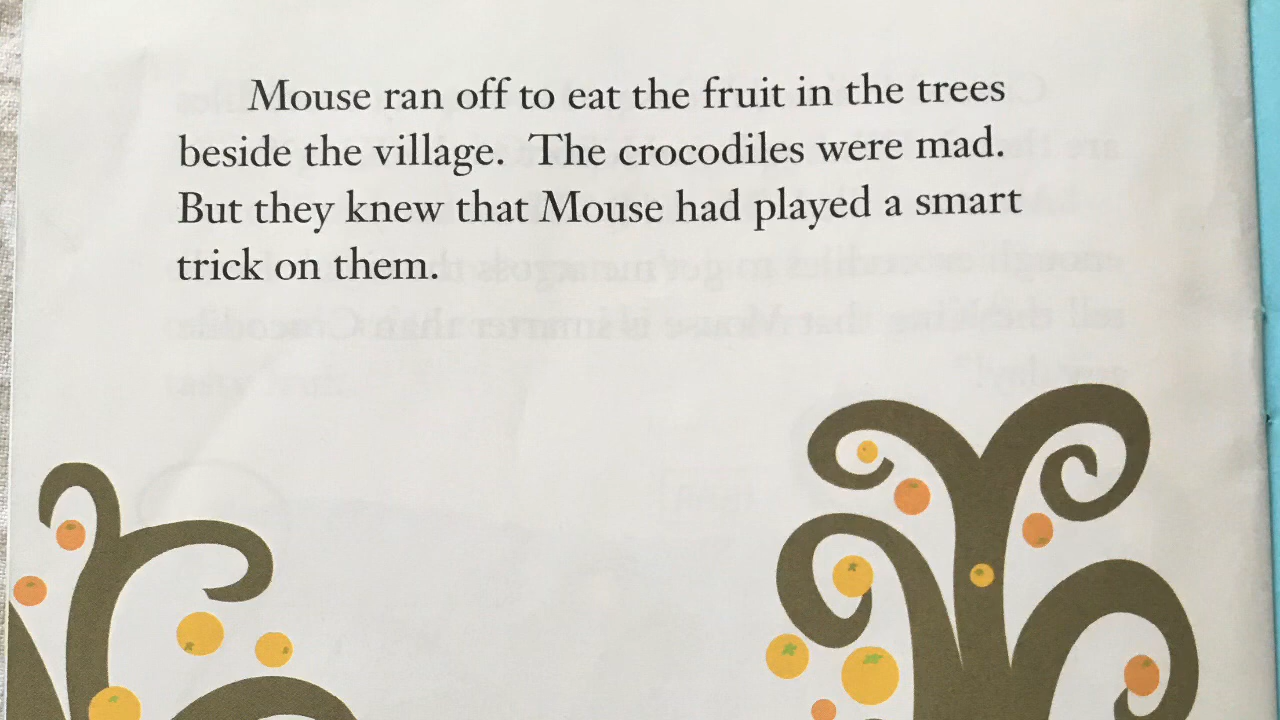 Mouse ran off to eat the fruit in the trees
beside the village. The crocodiles were mad.
But they knew that Mouse had played a smart
trick on them.